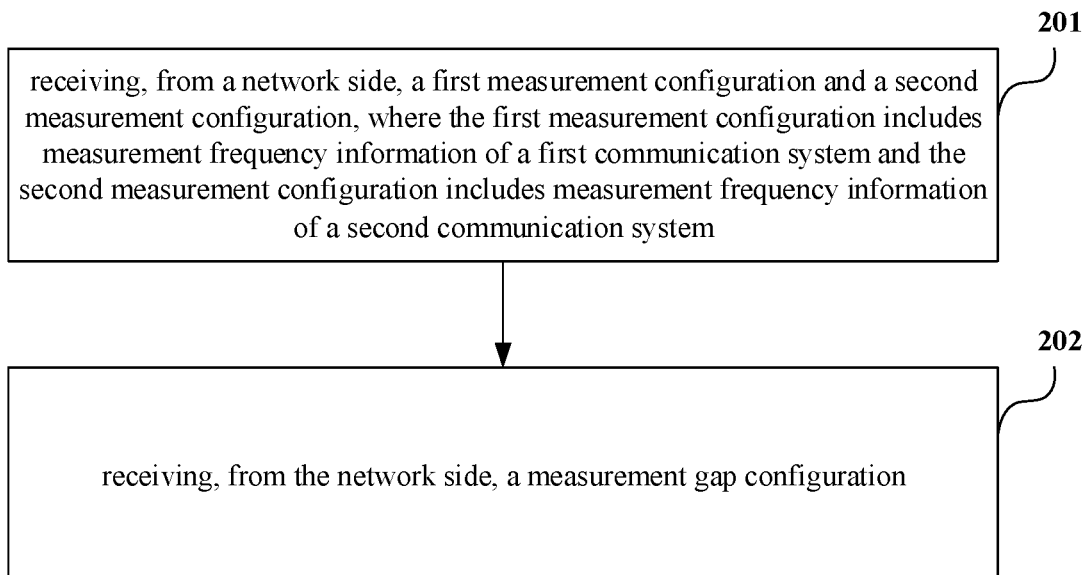 201
receiving, from a network side, a first measurement configuration and a second
measurement configuration, where the first measurement configuration includes
measurement frequency information of a first communication system and the
second measurement configuration includes measurement frequency information
of a second communication system
202
receiving, from the network side, a measurement gap configuration